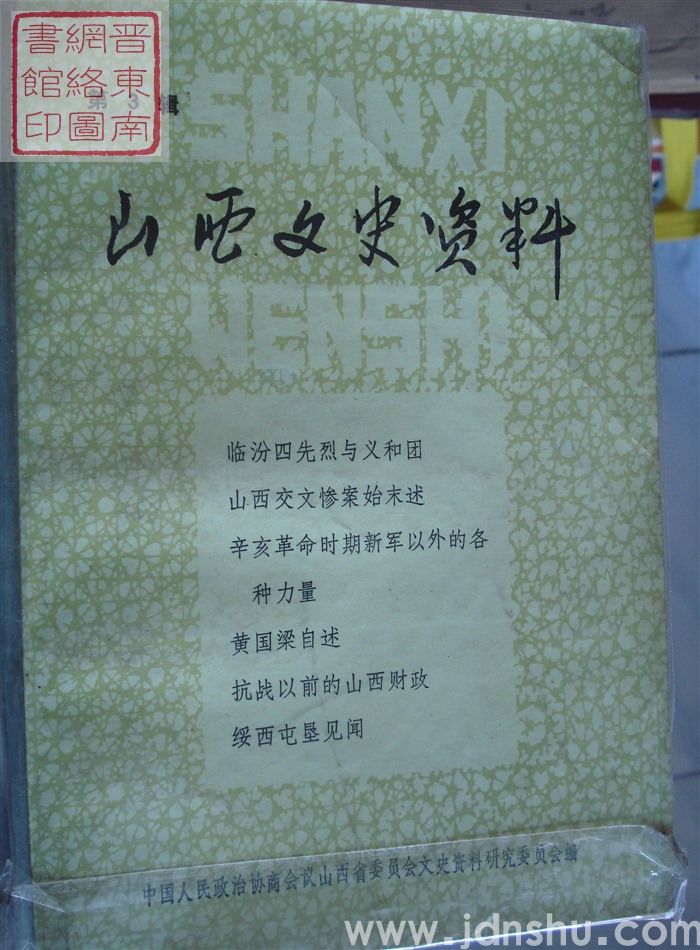 晋東南
網絡圖
書館印
第 3 辑
SHANXI
山西文史资料
WENSHI
临汾四先烈与义和团
山西交文惨案始末述
辛亥革命时期新军以外的各
种力量
黄国梁自述
抗战以前的山西财政
绥西屯垦见闻
中国人民政治协商会议山西省委员会文史资料研究委员会编
www.jdnshu.com